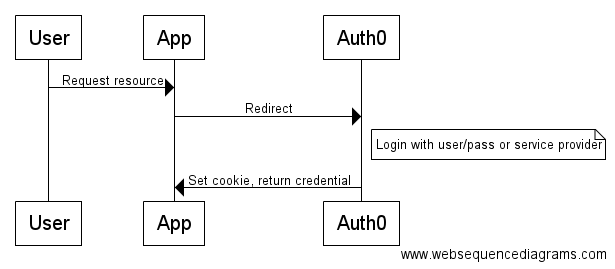 User App Auth0
Request resource
Redirect
Login with user/pass or service provider
Set cookie, return credential
User App Auth0
www.websequencediagrams.com